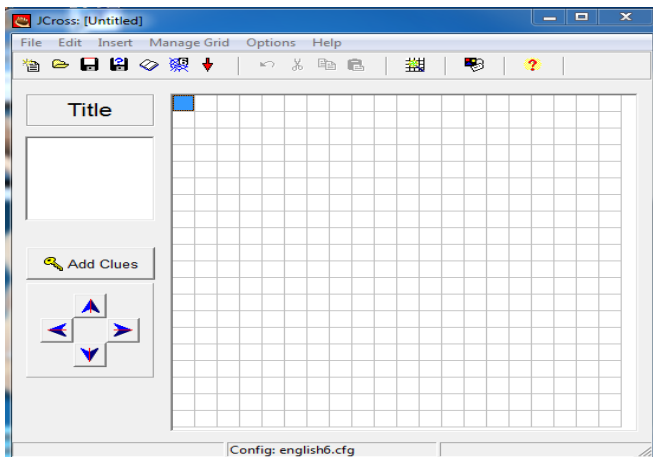 JCross: [Untitled]
File Edit Insert Manage Grid Options Help
Title
Add Clues
Config: english6.cfg